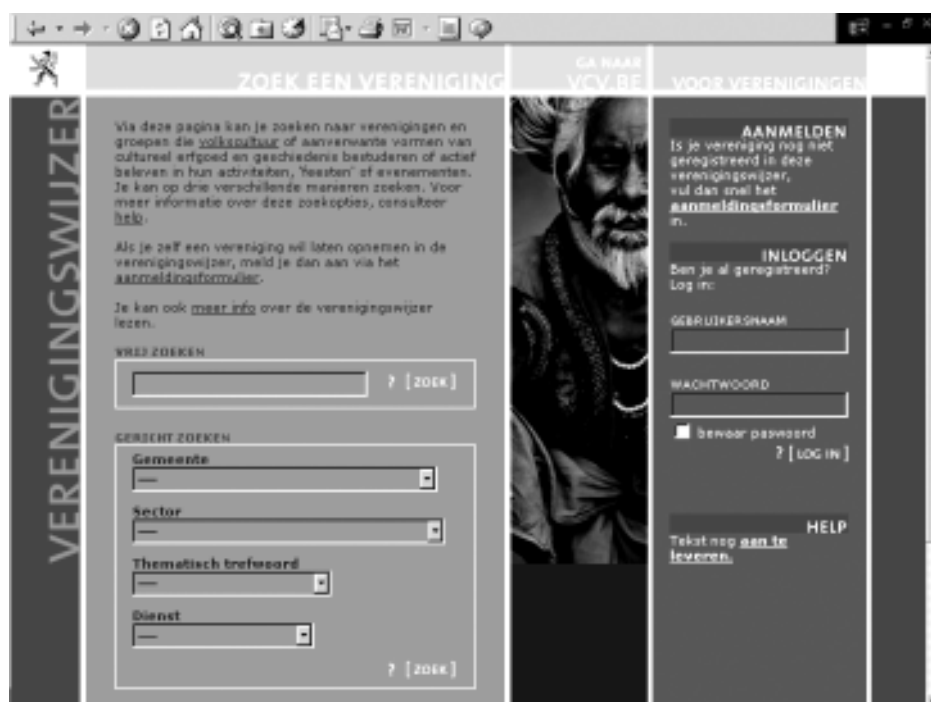 ZOEK EEN VERENIGING
GA NAAR
VCV.BE
VOOR VERENIGINGEN
VERENIGINGSWIJZER
Via deze pagina kan je zoeken naar verenigingen en
groepen die volkscultuur of aanverwante vormen van
cultureel erfgoed en geschiedenis bestuderen of actief
beleven in hun activiteiten, 'feesten' of evenementen.
Je kan op drie verschillende manieren zoeken. Voor
meer informatie over deze zoekopties, consulteer
help.
Als je zelf een vereniging wil laten opnemen in de
verenigingswijzer, meld je dan aan via het
aanmeldingsformulier.
Je kan ook meer info over de verenigingswijzer
lezen.
VRIJ ZOEKEN
? [ZOEK]
GERICHT ZOEKEN
Gemeente
Sector
Thematisch trefwoord
Dienst
? [ZOEK]
AANMELDEN
Is je vereniging nog niet
geregistreerd in deze
verenigingswijzer,
vul dan snel het
aanmeldingsformulier
in.
INLOGGEN
Ben je al geregistreerd?
Log in:
GEBRUIKERSNAAM
WACHTWOORD
bewaar paswoord
? [LOG IN]
HELP
Tekst nog aan te
leveren.